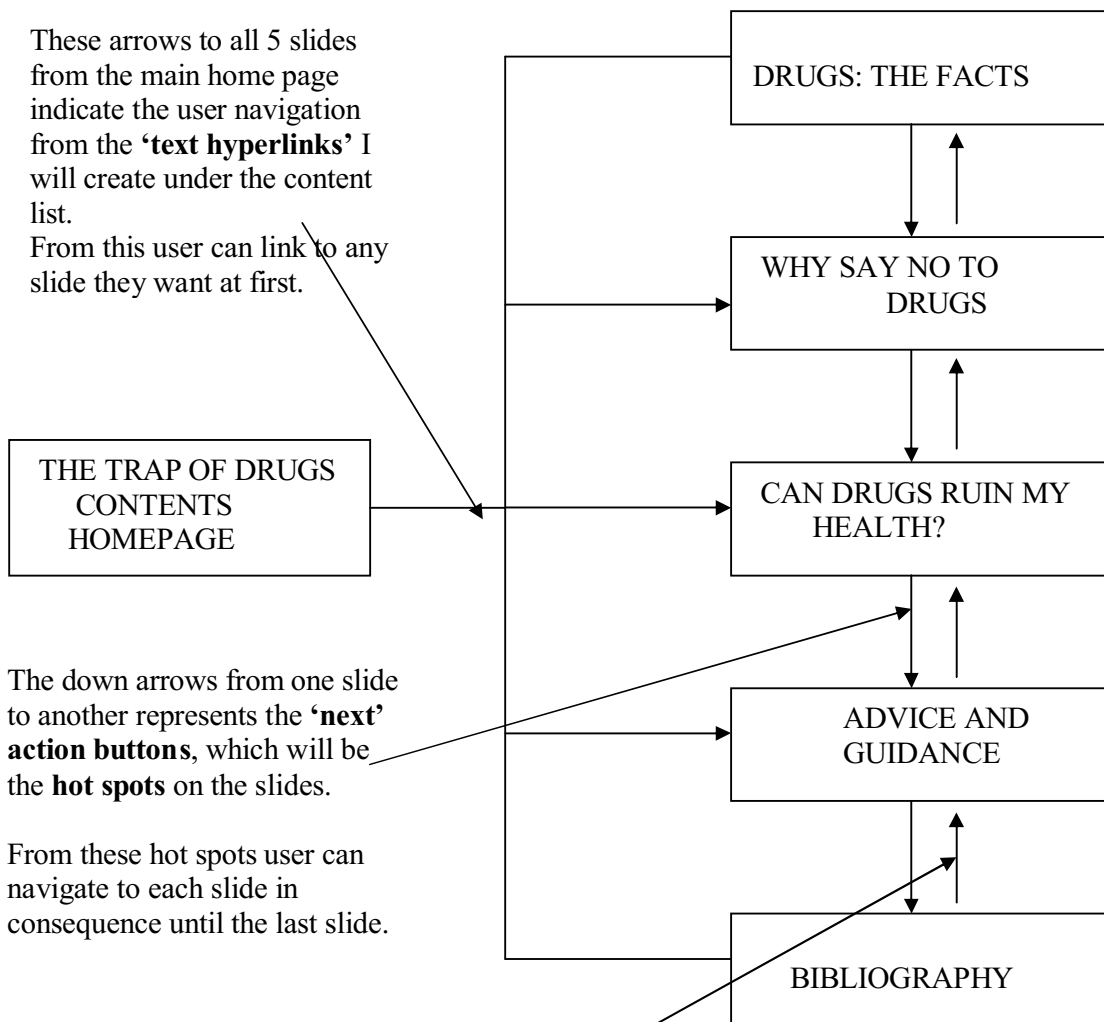 These arrows to all 5 slides
from the main home page
indicate the user navigation
from the ‘text hyperlinks’ I
will create under the content
list.
From this user can link to any
slide they want at first.
DRUGS: THE FACTS
WHY SAY NO TO
DRUGS
THE TRAP OF DRUGS
CONTENTS
HOMEPAGE
CAN DRUGS RUIN MY
HEALTH?
The down arrows from one slide
to another represents the ‘next’
action buttons, which will be
the hot spots on the slides.
From these hot spots user can
navigate to each slide in
consequence until the last slide.
ADVICE AND
GUIDANCE
BIBLIOGRAPHY